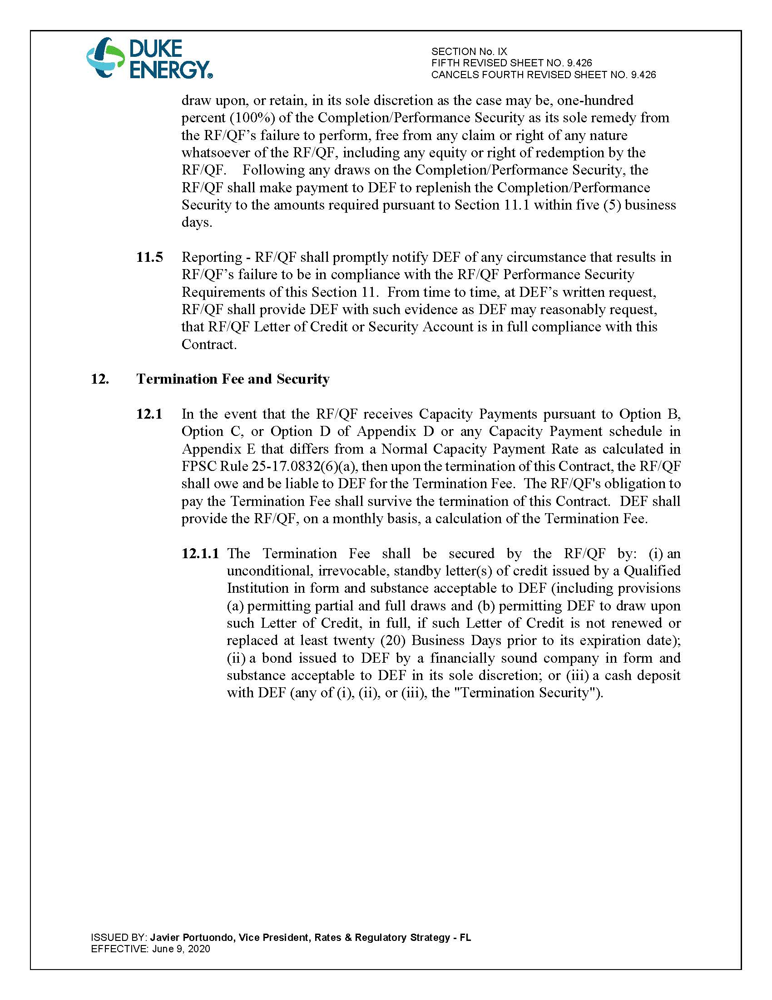 DUKE
ENERGY®
SECTION No. IX
FIFTH REVISED SHEET NO. 9.426
CANCELS FOURTH REVISED SHEET NO. 9.426
draw upon, or retain, in its sole discretion as the case may be, one-hundred
percent (100%) of the Completion/Performance Security as its sole remedy from
the RF/QF’s failure to perform, free from any claim or right of any nature
whatsoever of the RF/QF, including any equity or right of redemption by the
RF/QF. Following any draws on the Completion/Performance Security, the
RF/QF shall make payment to DEF to replenish the Completion/Performance
Security to the amounts required pursuant to Section 11.1 within five (5) business
days.
11.5 Reporting - RF/QF shall promptly notify DEF of any circumstance that results in
RF/QF’s failure to be in compliance with the RF/QF Performance Security
Requirements of this Section 11. From time to time, at DEF’s written request,
RF/QF shall provide DEF with such evidence as DEF may reasonably request,
that RF/QF Letter of Credit or Security Account is in full compliance with this
Contract.
12. Termination Fee and Security
12.1 In the event that the RF/QF receives Capacity Payments pursuant to Option B,
Option C, or Option D of Appendix D or any Capacity Payment schedule in
Appendix E that differs from a Normal Capacity Payment Rate as calculated in
FPSC Rule 25-17.0832(6)(a), then upon the termination of this Contract, the RF/QF
shall owe and be liable to DEF for the Termination Fee. The RF/QF's obligation to
pay the Termination Fee shall survive the termination of this Contract. DEF shall
provide the RF/QF, on a monthly basis, a calculation of the Termination Fee.
12.1.1 The Termination Fee shall be secured by the RF/QF by: (i) an
unconditional, irrevocable, standby letter(s) of credit issued by a Qualified
Institution in form and substance acceptable to DEF (including provisions
(a) permitting partial and full draws and (b) permitting DEF to draw upon
such Letter of Credit, in full, if such Letter of Credit is not renewed or
replaced at least twenty (20) Business Days prior to its expiration date);
(ii) a bond issued to DEF by a financially sound company in form and
substance acceptable to DEF in its sole discretion; or (iii) a cash deposit
with DEF (any of (i), (ii), or (iii), the "Termination Security").
ISSUED BY: Javier Portuondo, Vice President, Rates & Regulatory Strategy - FL
EFFECTIVE: June 9, 2020